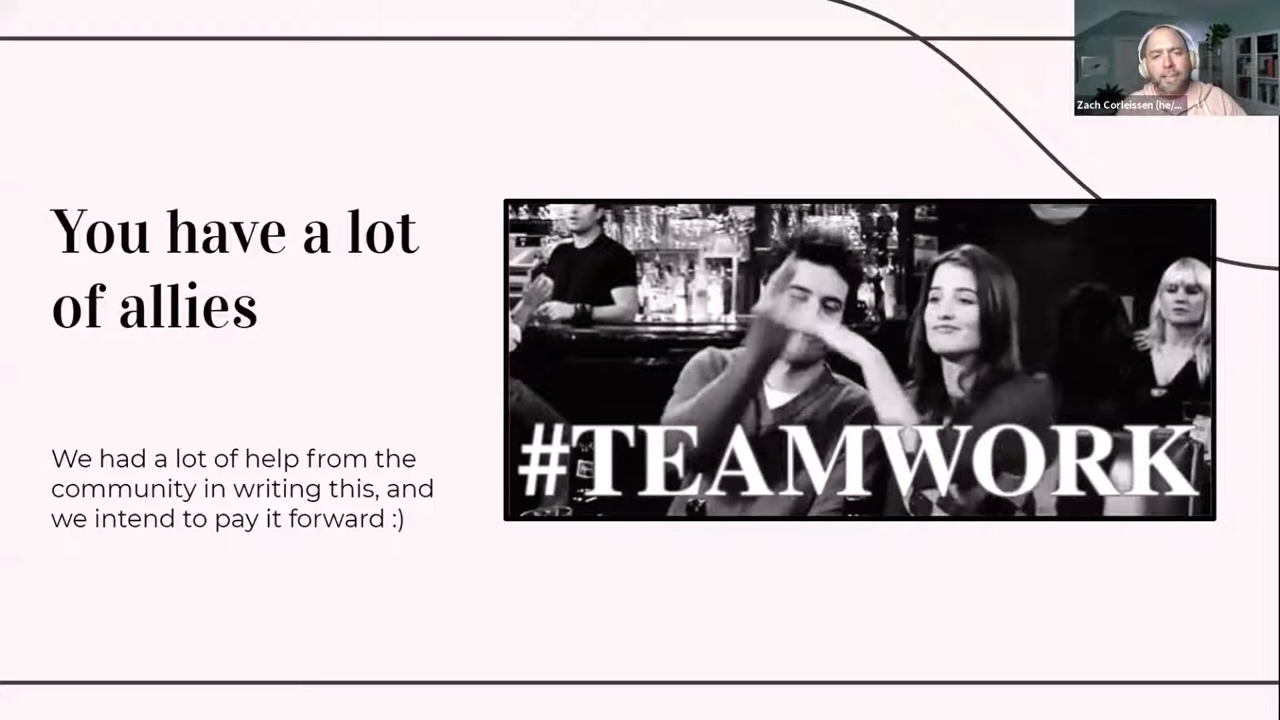 Zach Corleissen (he/...
You have a lot
of allies
We had a lot of help from the
community in writing this, and
we intend to pay it forward :)
#TEAMWORK